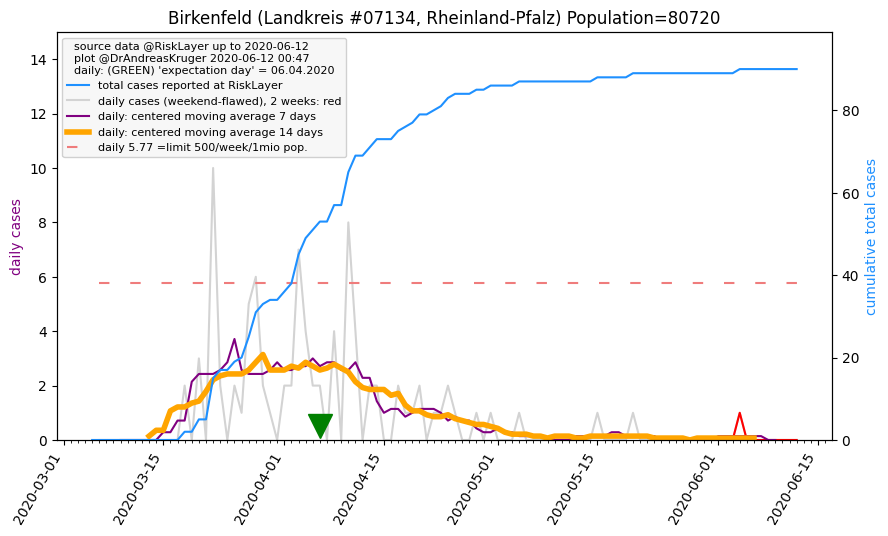 Birkenfeld (Landkreis #07134, Rheinland-Pfalz) Population=80720
source data @RiskLayer up to 2020-06-12
plot @DrAndreasKruger 2020-06-12 00:47
daily: (GREEN) 'expectation day' = 06.04.2020
total cases reported at RiskLayer
daily cases (weekend-flawed), 2 weeks: red
daily: centered moving average 7 days
daily: centered moving average 14 days
daily 5.77 =limit 500/week/1mio pop.
daily cases
14
12
10
8
6
4
2
0
cumulative total cases
80
60
40
20
0
2020-03-01
2020-03-15
2020-04-01
2020-04-15
2020-05-01
2020-05-15
2020-06-01
2020-06-15